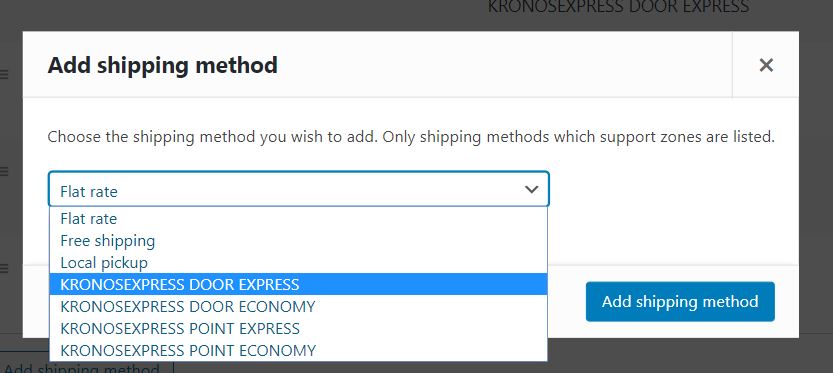 KRONOSEXPRESS DOOR EXPRESS
Add shipping method
Choose the shipping method you wish to add. Only shipping methods which support zones are listed.
Flat rate
Flat rate
Free shipping
Local pickup
KRONOSEXPRESS DOOR EXPRESS
KRONOSEXPRESS DOOR ECONOMY
KRONOSEXPRESS POINT EXPRESS
KRONOSEXPRESS POINT ECONOMY
Add shipping method
Add shipping method